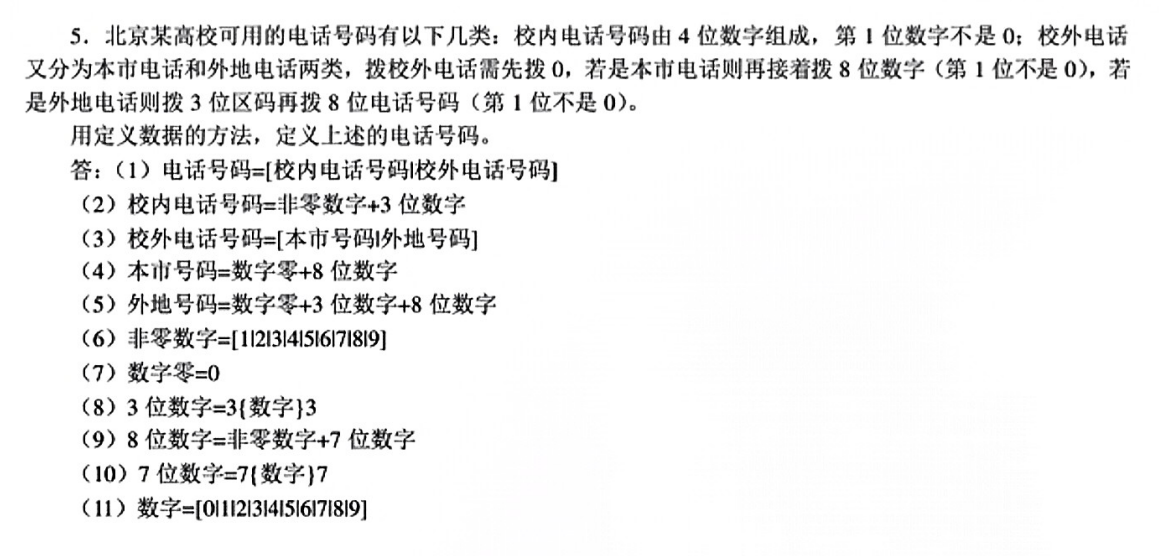 5. 北京某高校可用的电话号码有以下几类：校内电话号码由 4 位数字组成，第 1 位数字不是 0；校外电话
又分为本市电话和外地电话两类，拨校外电话需先拨 0，若是本市电话则再接着拨 8 位数字（第 1 位不是 0），若
是外地电话则拨 3 位区码再拨 8 位电话号码（第 1 位不是 0）。
用定义数据的方法，定义上述的电话号码。
答：（1）电话号码=[校内电话号码|校外电话号码]
（2）校内电话号码=非零数字+3 位数字
（3）校外电话号码=[本市号码|外地号码]
（4）本市号码=数字零+8 位数字
（5）外地号码=数字零+3 位数字+8 位数字
（6）非零数字=[1|2|3|4|5|6|7|8|9]
（7）数字零=0
（8）3 位数字=3{数字}3
（9）8 位数字=非零数字+7 位数字
（10）7 位数字=7{数字}7
（11）数字=[0|1|2|3|4|5|6|7|8|9]